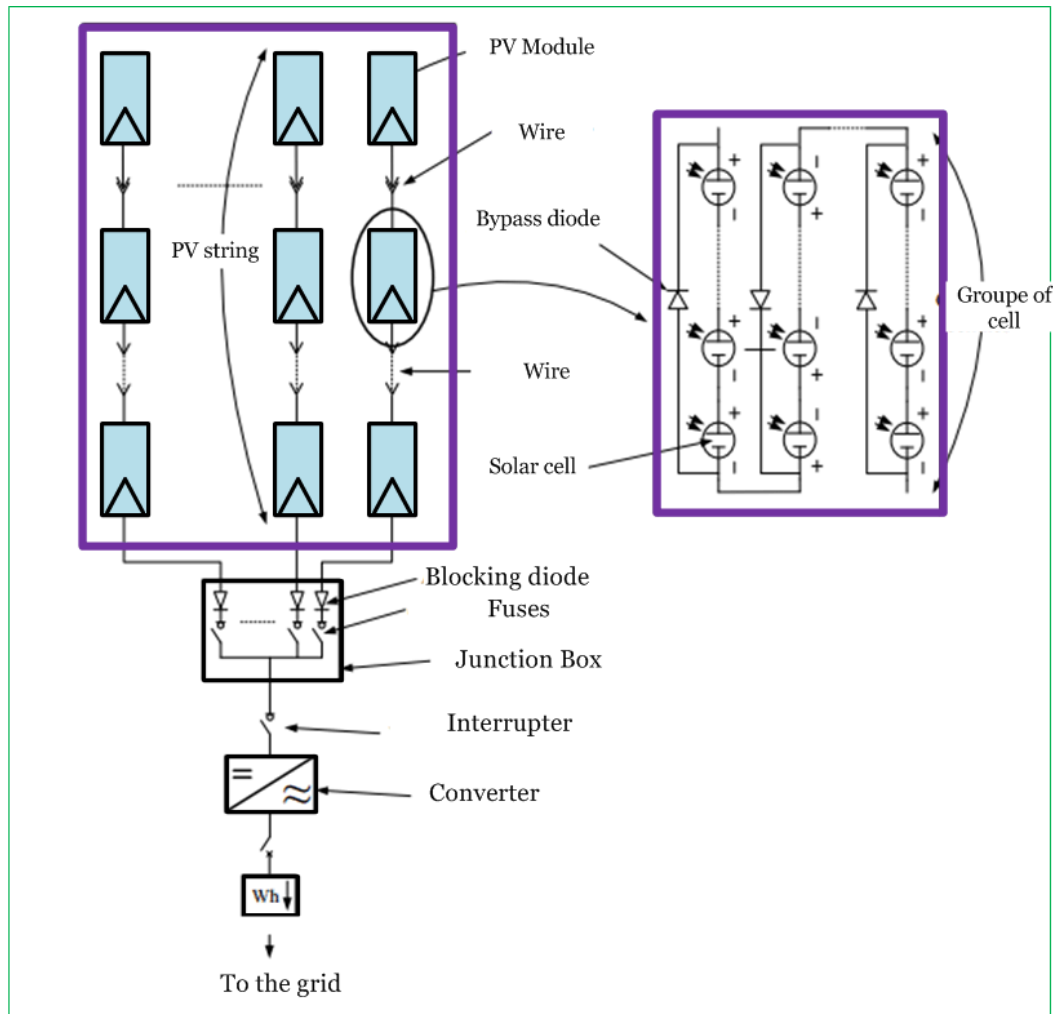 PV Module
Wire
Bypass diode
PV string
Groupe of
cell
Wire
Solar cell
Blocking diode
Fuses
Junction Box
Interrupter
Converter
Wh
To the grid